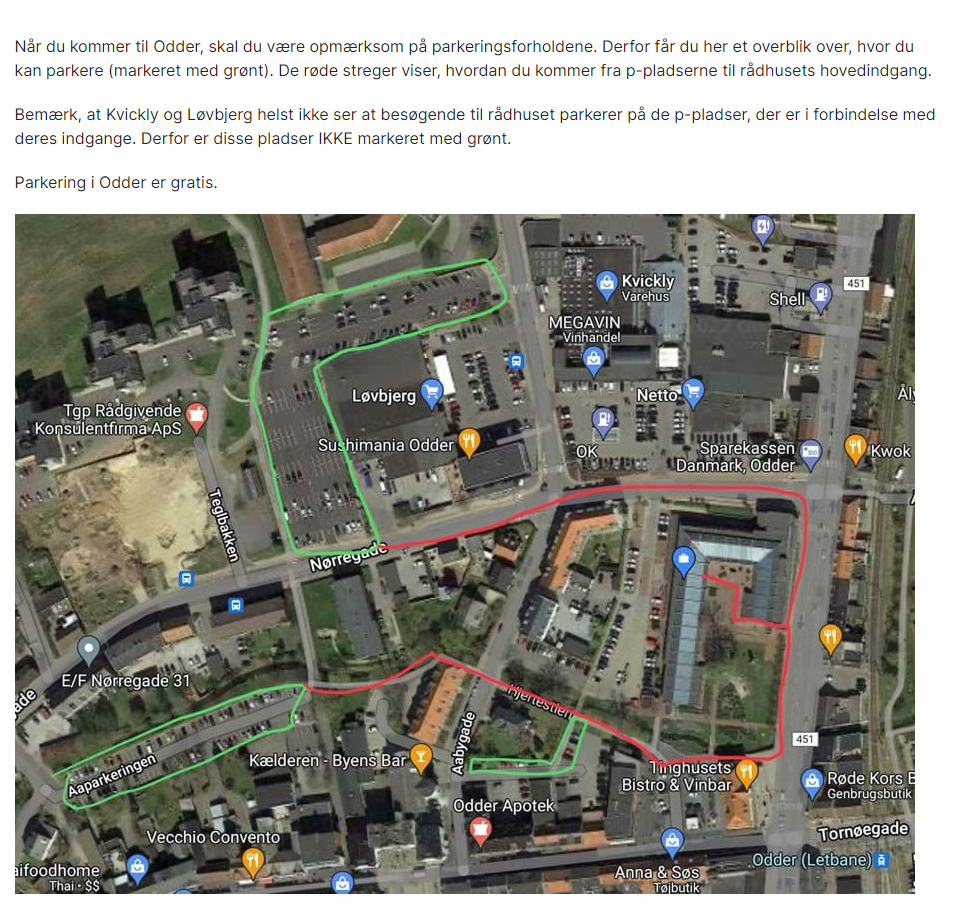 Når du kommer til Odder, skal du være opmærksom på parkeringsforholdene. Derfor får du her et overblik over, hvor du
kan parkere (markeret med grønt). De røde streger viser, hvordan du kommer fra p-pladserne til rådhusets hovedindgang.
Bemærk, at Kvickly og Løvbjerg helst ikke ser at besøgende til rådhuset parkerer på de p-pladser, der er i forbindelse med
deres indgange. Derfor er disse pladser IKKE markeret med grønt.
Parkering i Odder er gratis.
Kvickly
Varehus
451
Shell
MEGAVIN
Vinhandel
Løvbjerg
Netto
Tgp Rådgivende
Konsulentfirma ApS
Sushimania Odder
OK
Sparekassen
Danmark, Odder
Kwok
Teglbakken
Nørregade
E/F Nørregade 31
Hjertestien
Aabygade
451
Aaparkeringen
Kælderen - Byens Bar
Tinghusets
Bistro & Vinbar
Røde Kors B
Genbrugsbutik
Odder Apotek
Tornøegade
Vecchio Convento
Odder (Letbane)
aifoodhome
Thai · $$
Anna & Søs
Tøjbutik